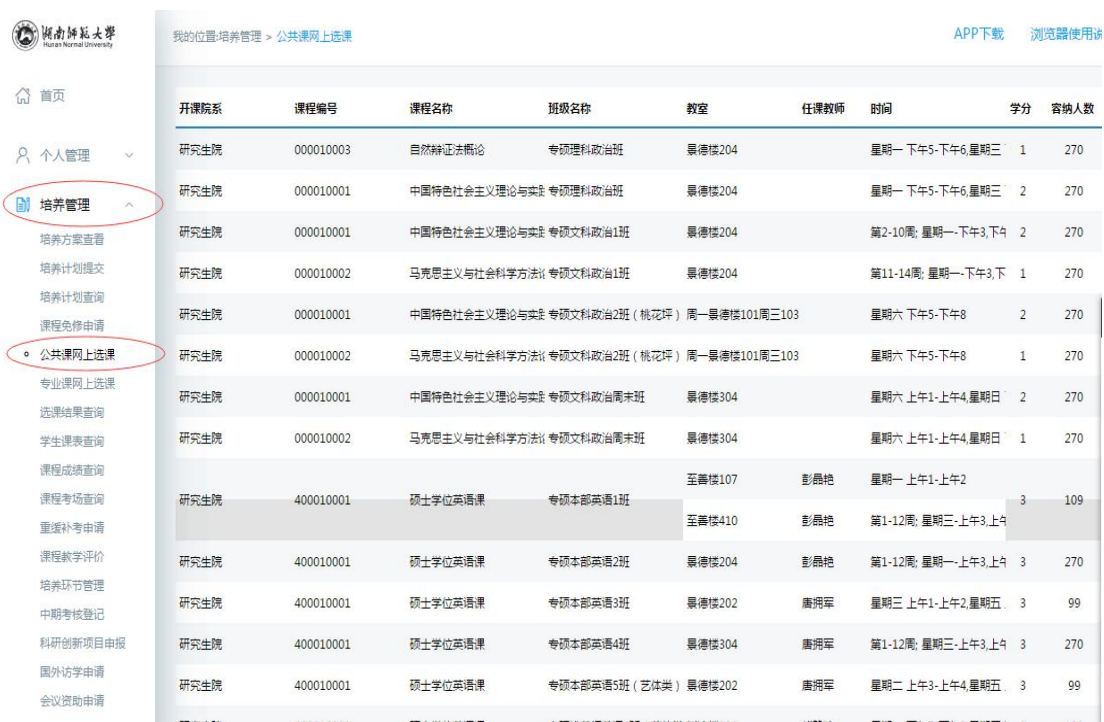 湖南師範大學
Hunan Normal University
我的位置:培养管理 > 公共课网上选课
APP下载 浏览器使用说
首页
个人管理
培养管理
培养方案查看
培养计划提交
培养计划查询
课程免修申请
公共课网上选课
专业课网上选课
选课结果查询
学生课表查询
课程成绩查询
课程考场查询
重缓补考申请
课程教学评价
培养环节管理
中期考核登记
科研创新项目申报
国外访学申请
会议资助申请
开课院系 课程编号 课程名称 班级名称 教室 任课教师 时间 学分 容纳人数
研究生院 000010003 自然辩证法概论 专硕理科政治班 景德楼204 星期一 下午5-下午6,星期三 1 270
研究生院 000010001 中国特色社会主义理论与实 专硕理科政治班 景德楼204 星期一 下午5-下午6,星期三 2 270
研究生院 000010001 中国特色社会主义理论与实 专硕文科政治1班 景德楼204 第2-10周; 星期一-下午3,下午 2 270
研究生院 000010002 马克思主义与社会科学方法 专硕文科政治1班 景德楼204 第11-14周; 星期一-下午3,下 1 270
研究生院 000010001 中国特色社会主义理论与实 专硕文科政治2班（桃花坪） 周一景德楼101周三103 星期六 下午5-下午8 2 270
研究生院 000010002 马克思主义与社会科学方法 专硕文科政治2班（桃花坪） 周一景德楼101周三103 星期六 下午5-下午8 1 270
研究生院 000010001 中国特色社会主义理论与实 专硕文科政治周末班 景德楼304 星期六 上午1-上午4,星期日 2 270
研究生院 000010002 马克思主义与社会科学方法 专硕文科政治周末班 景德楼304 星期六 上午1-上午4,星期日 1 270
至善楼107 彭晶艳 星期一 上午1-上午2
研究生院 400010001 硕士学位英语课 专硕本部英语1班 3 109
至善楼410 彭晶艳 第1-12周; 星期三-上午3,上午
研究生院 400010001 硕士学位英语课 专硕本部英语2班 景德楼204 彭晶艳 第1-12周; 星期一-上午3,上午 3 270
研究生院 400010001 硕士学位英语课 专硕本部英语3班 景德楼202 唐拥军 星期三 上午1-上午2,星期五 3 99
研究生院 400010001 硕士学位英语课 专硕本部英语4班 景德楼304 唐拥军 第1-12周; 星期三-上午3,上午 3 270
研究生院 400010001 硕士学位英语课 专硕本部英语5班（艺体类） 景德楼202 唐拥军 星期二 上午3-上午4,星期五 3 99